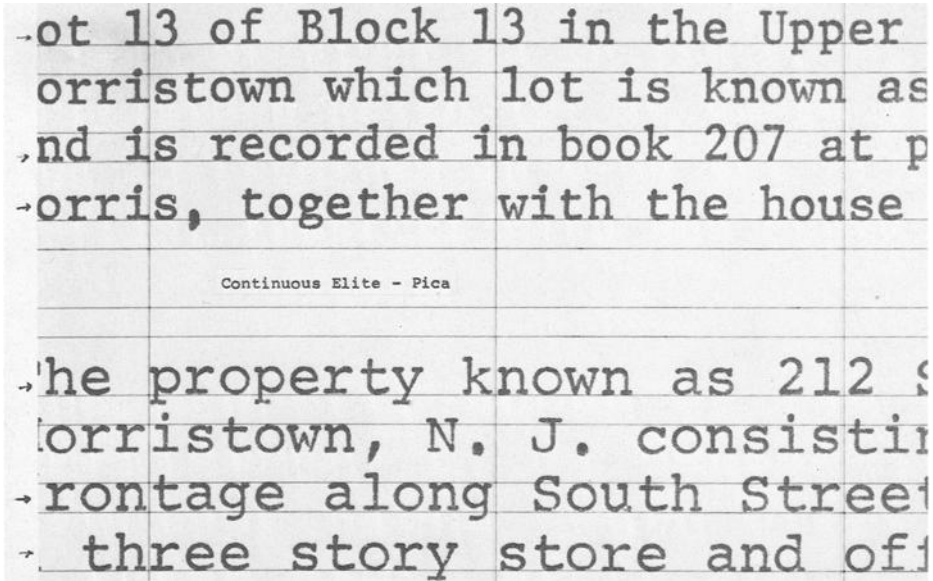 ot 13 of Block 13 in the Upper
orristown which lot is known as
nd is recorded in book 207 at p
orris, together with the house
Continuous Elite - Pica
he property known as 212 S
orristown, N. J. consistin
rontage along South Street
three story store and off